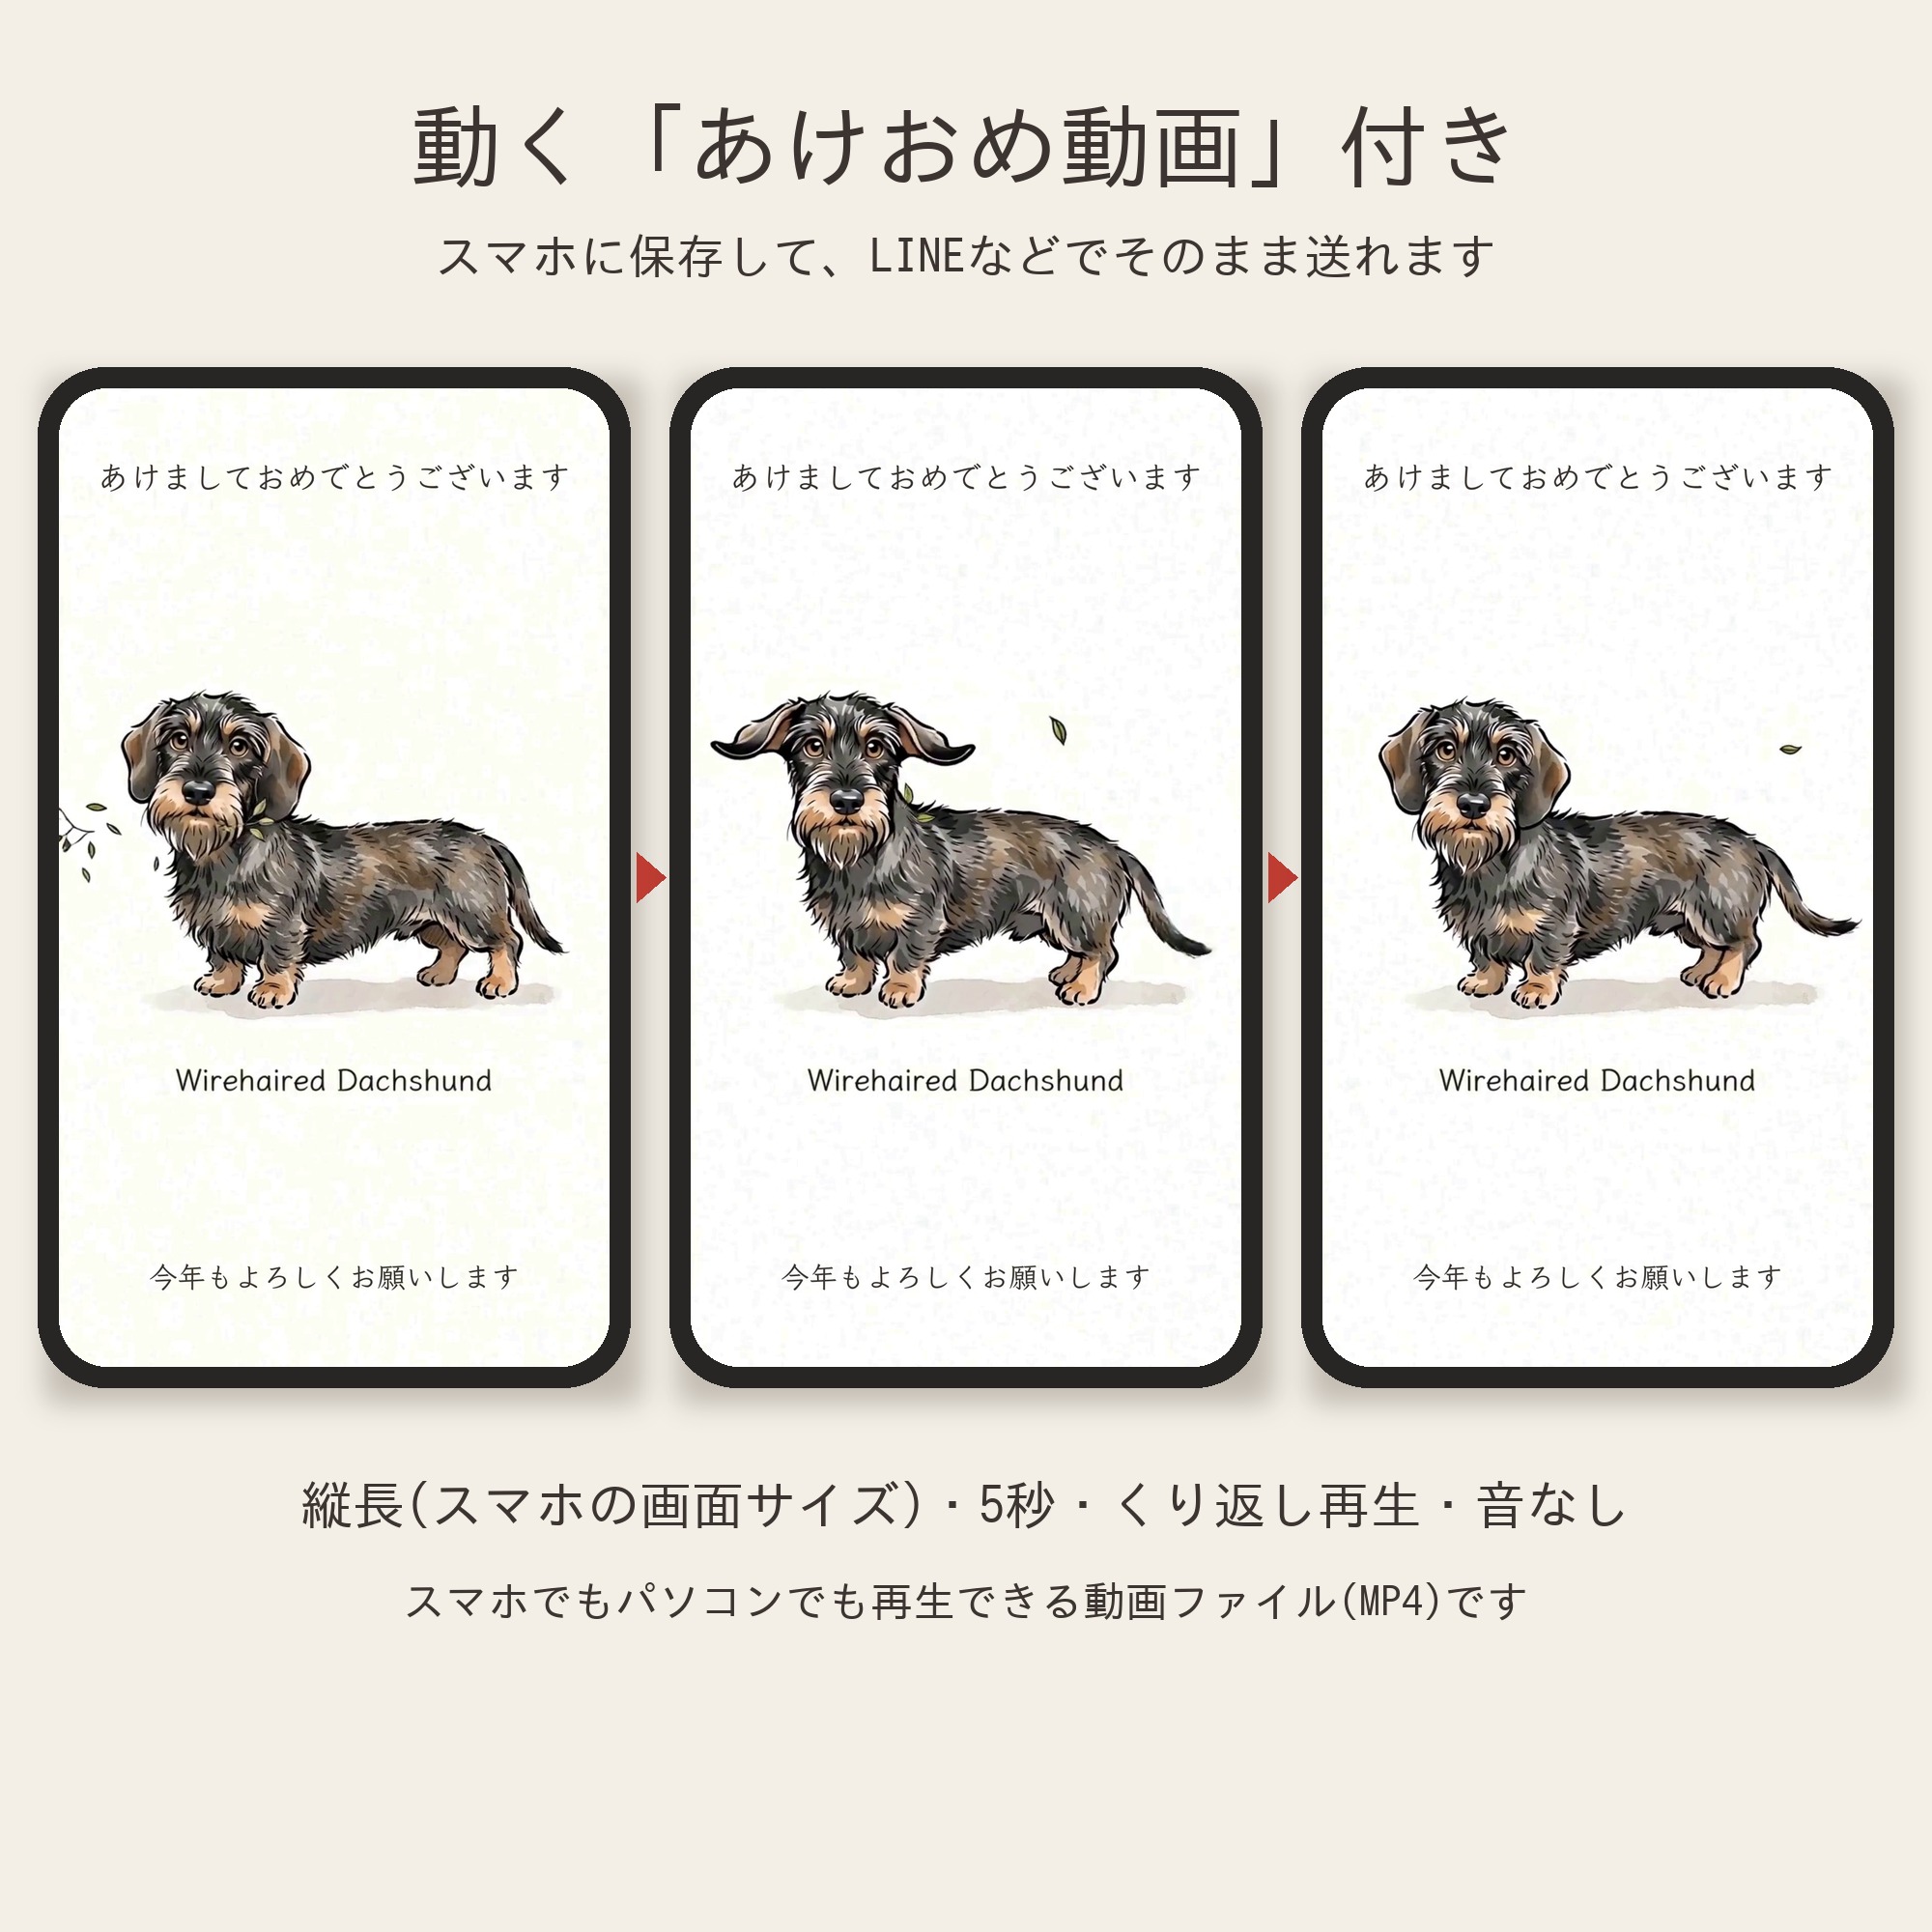 動く「あけおめ動画」付き
スマホに保存して、LINEなどでそのまま送れます
あけましておめでとうございます
Wirehaired Dachshund
今年もよろしくお願いします
あけましておめでとうございます
Wirehaired Dachshund
今年もよろしくお願いします
あけましておめでとうございます
Wirehaired Dachshund
今年もよろしくお願いします
縦長(スマホの画面サイズ)・5秒・くり返し再生・音なし
スマホでもパソコンでも再生できる動画ファイル(MP4)です